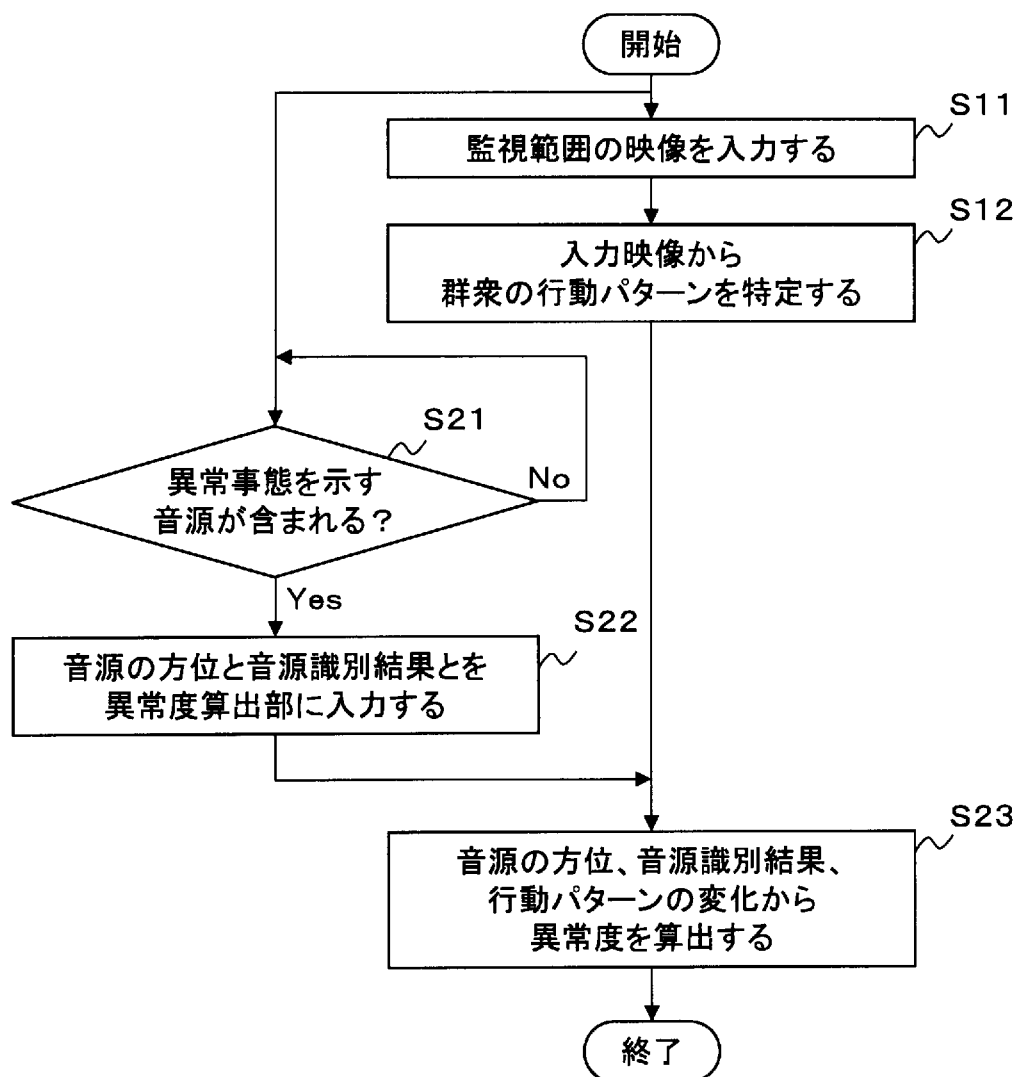 開始
S11
監視範囲の映像を入力する
S12
入力映像から
群衆の行動パターンを特定する
S21
異常事態を示す
音源が含まれる?
No
Yes
S22
音源の方位と音源識別結果とを
異常度算出部に入力する
S23
音源の方位、音源識別結果、
行動パターンの変化から
異常度を算出する
終了